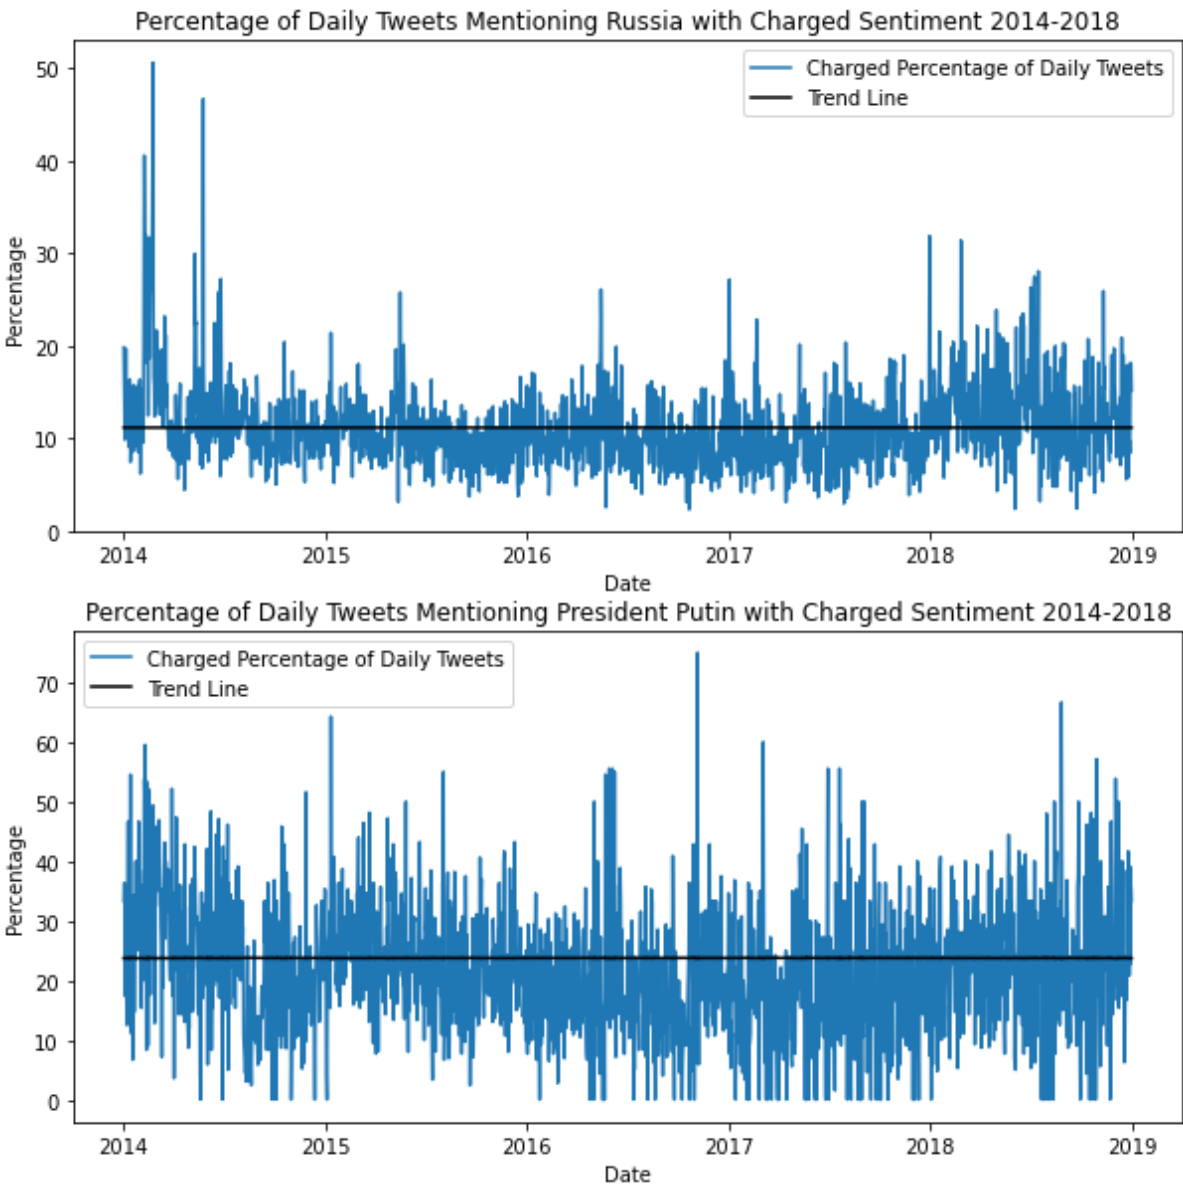 Percentage of Daily Tweets Mentioning Russia with Charged Sentiment 2014-2018
Charged Percentage of Daily Tweets
Trend Line
50
40
30
20
10
0
Percentage
2014 2015 2016 2017 2018 2019
Date
Percentage of Daily Tweets Mentioning President Putin with Charged Sentiment 2014-2018
Charged Percentage of Daily Tweets
Trend Line
70
60
50
40
30
20
10
0
Percentage
2014 2015 2016 2017 2018 2019
Date